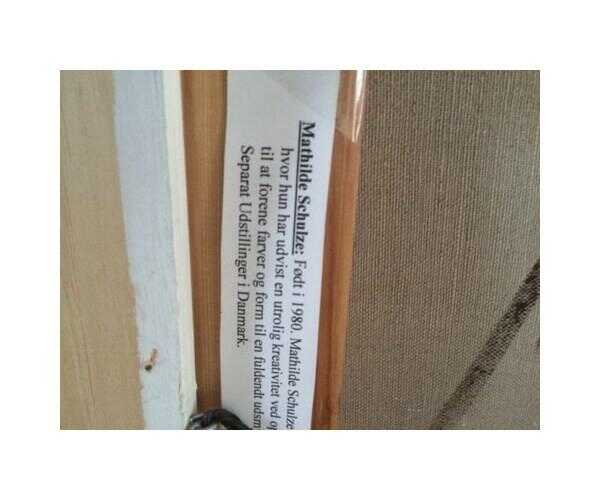 Mathilde Schulze: Født i 1980. Mathilde Schulze
hvor hun har udvist en utrolig kreativitet ved
til at forene farver og form til en fuldendt
Separat Udstillinger i Danmark.